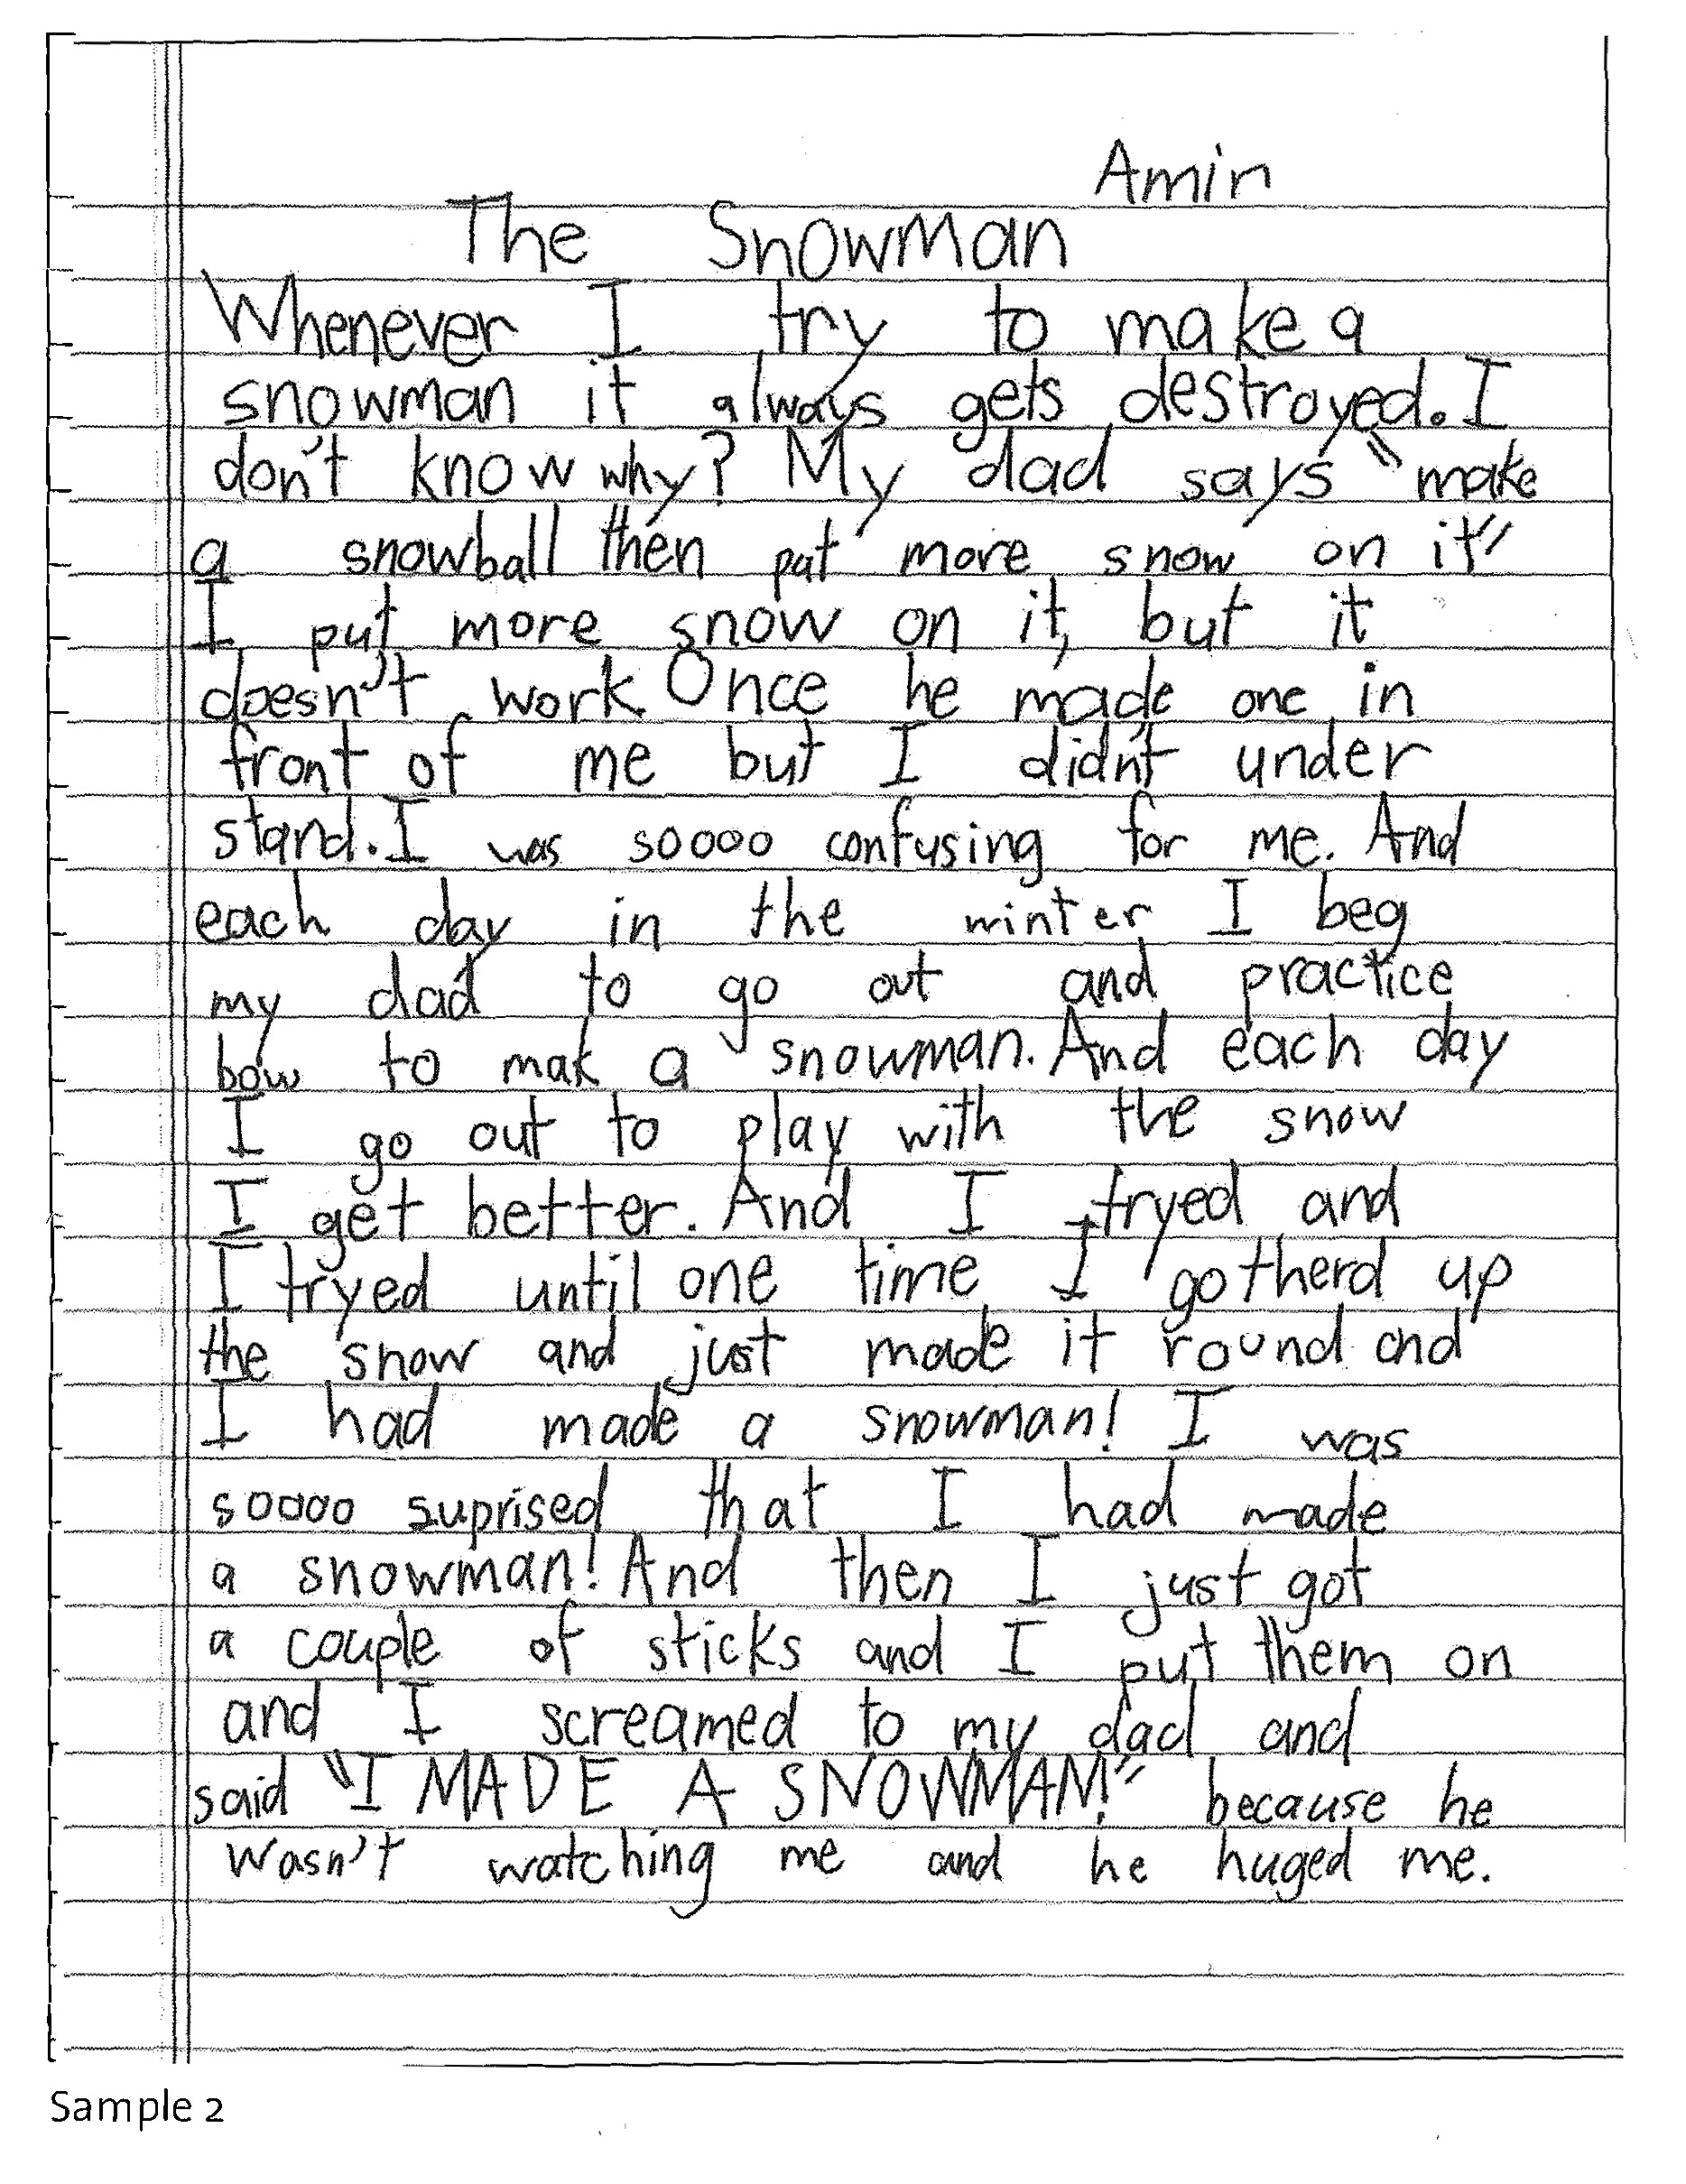 Amin
The Snowman
Whenever I try to make a
snowman it always gets destroyed. I
don't know why? My dad says "make
a snowball then put more snow on it"
I put more snow on it, but it
doesn't work. Once he made one in
front of me but I didn't under
stand. I was soooo confusing for me. And
each day in the winter I beg
my dad to go out and practice
how to mak a snowman. And each day
I go out to play with the snow
I get better. And I tryed and
I tryed until one time I gotherd up
the snow and just made it round and
I had made a snowman! I was
soooo suprised that I had made
a snowman! And then I just got
a couple of sticks and I put them on
and I screamed to my dad and
said "I MADE A SNOWMAN!" because he
wasn't watching me and he huged me.
Sample 2